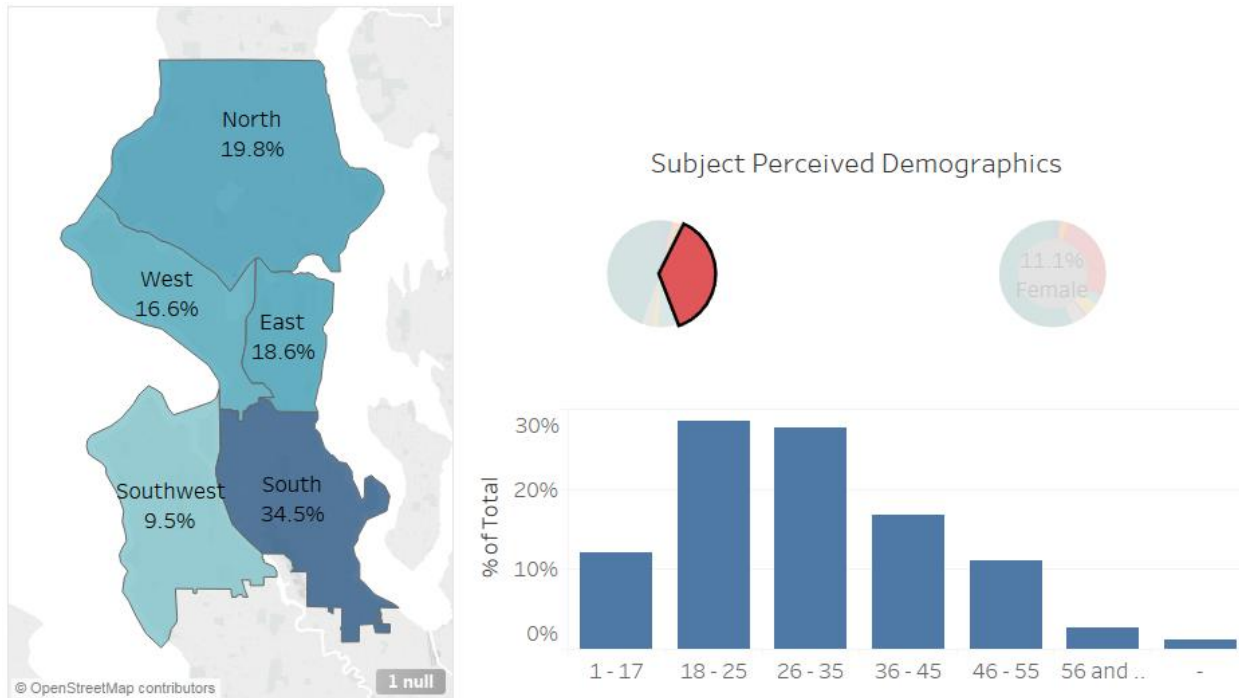 North
19.8%
West
16.6%
East
18.6%
Southwest
9.5%
South
34.5%
© OpenStreetMap contributors
1 null
Subject Perceived Demographics
11.1%
Female
% of Total
30%
20%
10%
0%
1 - 17
18 - 25
26 - 35
36 - 45
46 - 55
56 and ..
-